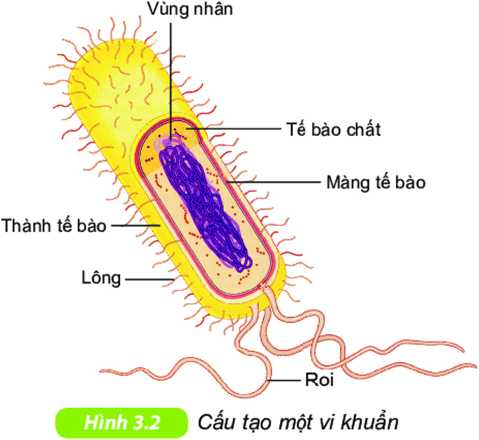 Vùng nhân
Tế bào chất
Màng tế bào
Thành tế bào
Lông
Roi
Hình 3.2 Cấu tạo một vi khuẩn